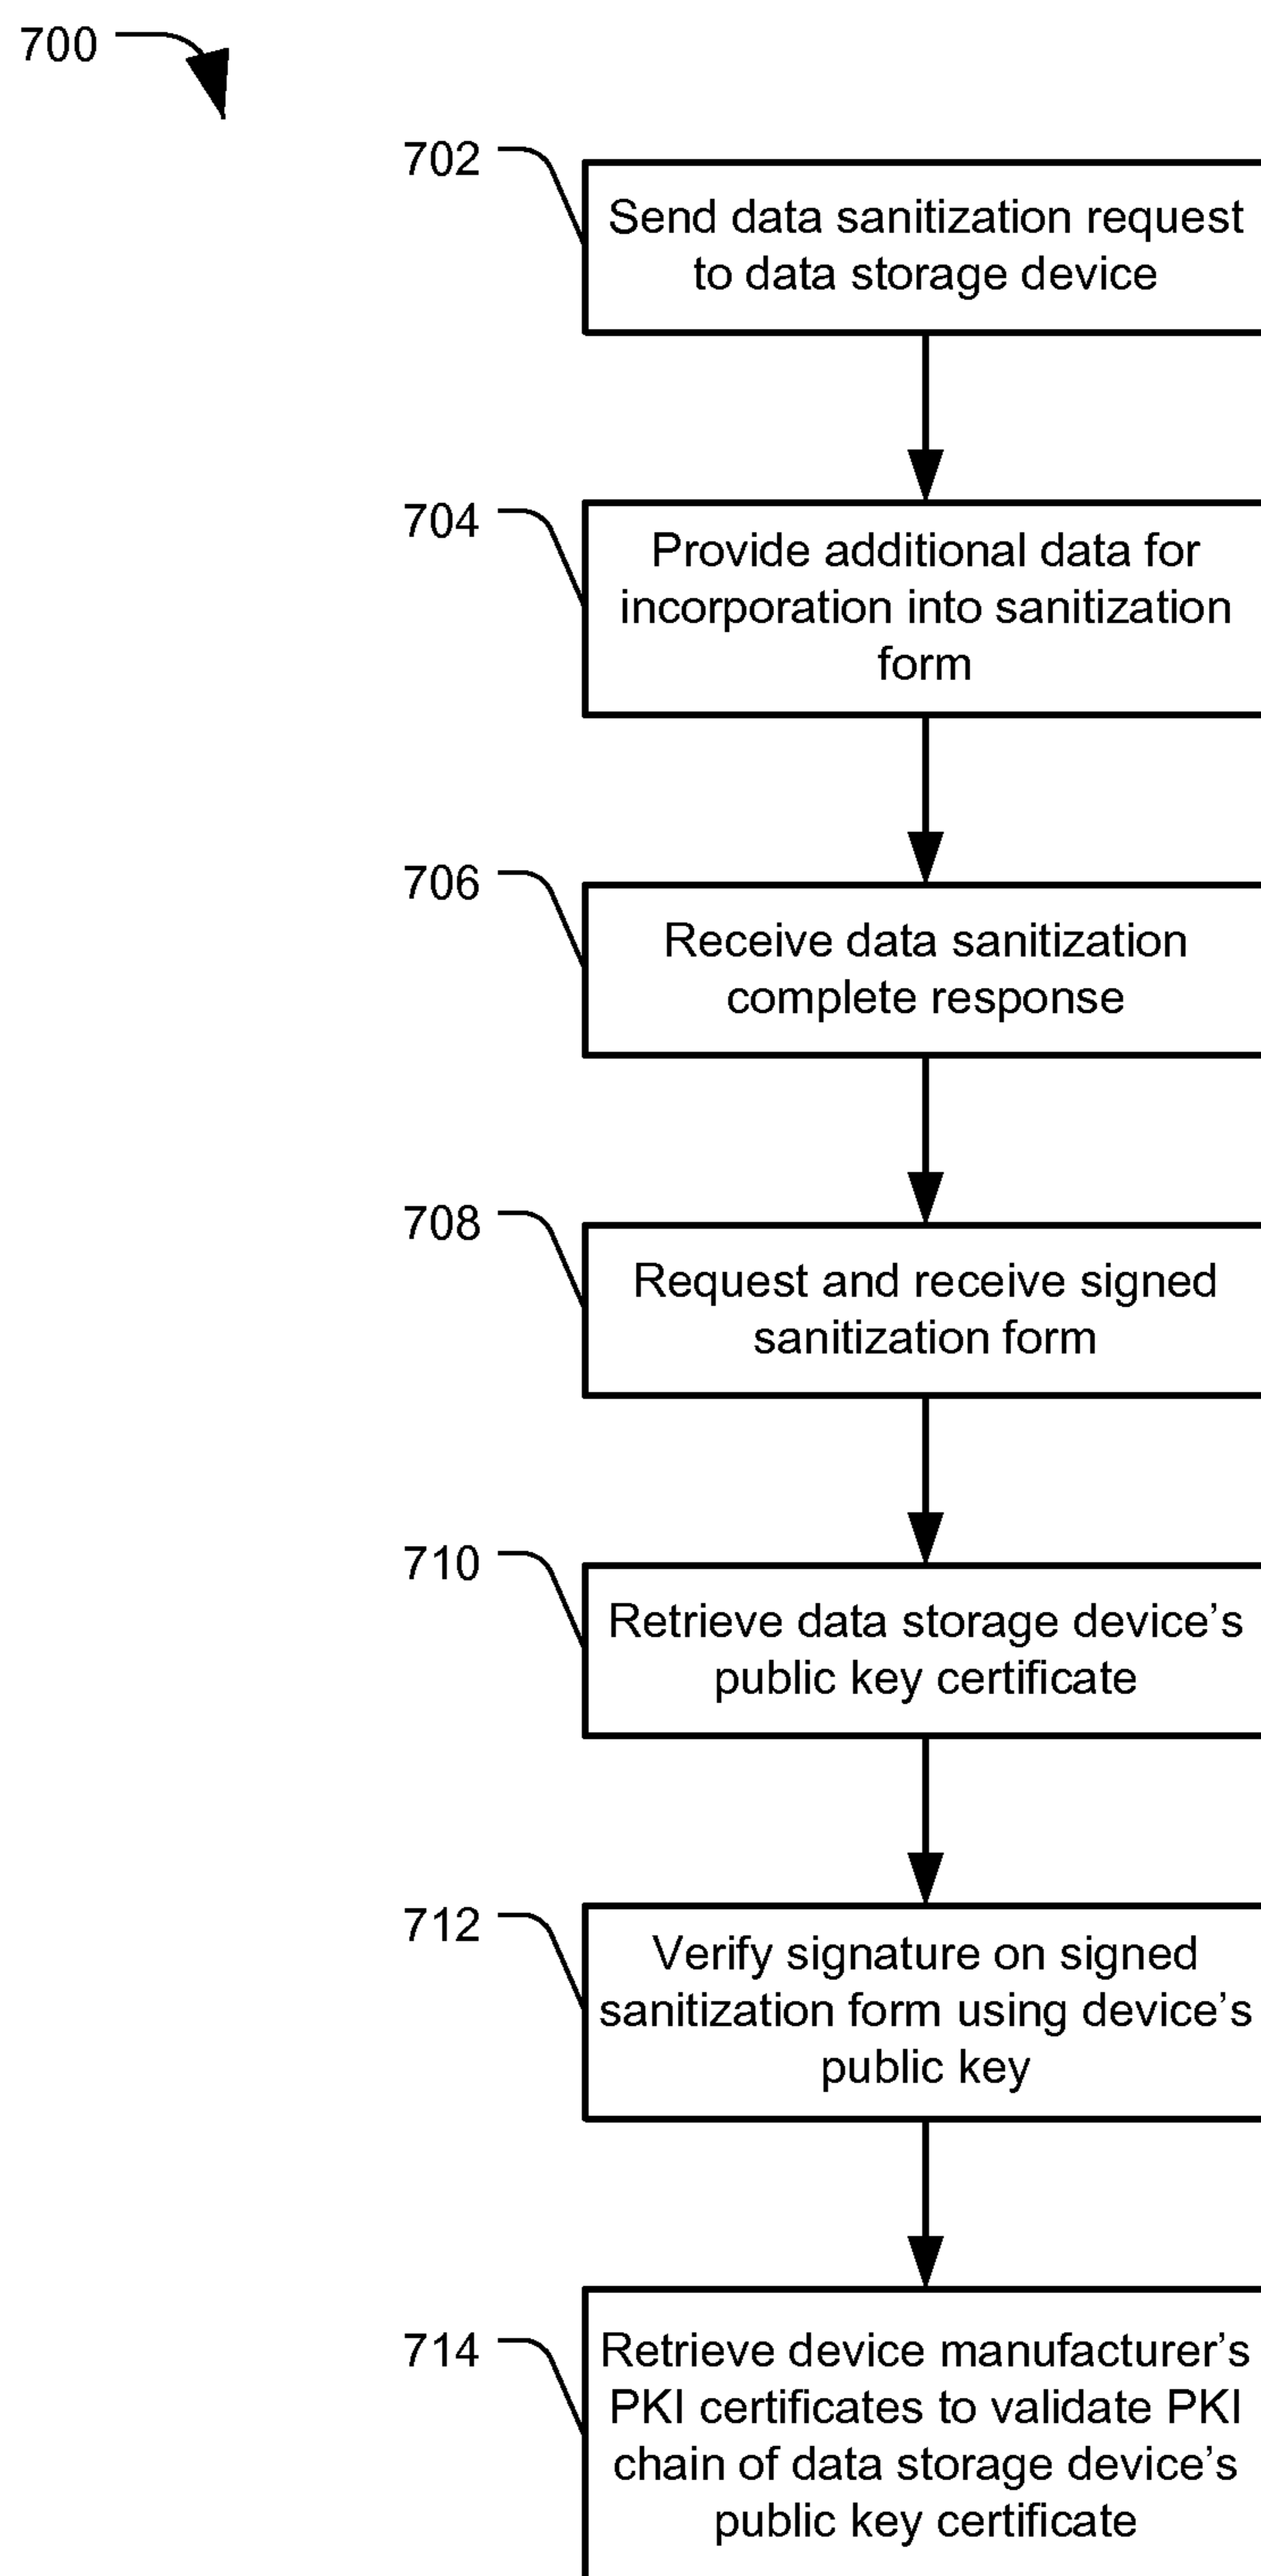 700
702
Send data sanitization request
to data storage device
704
Provide additional data for
incorporation into sanitization
form
706
Receive data sanitization
complete response
708
Request and receive signed
sanitization form
710
Retrieve data storage device’s
public key certificate
712
Verify signature on signed
sanitization form using device’s
public key
714
Retrieve device manufacturer’s
PKI certificates to validate PKI
chain of data storage device’s
public key certificate